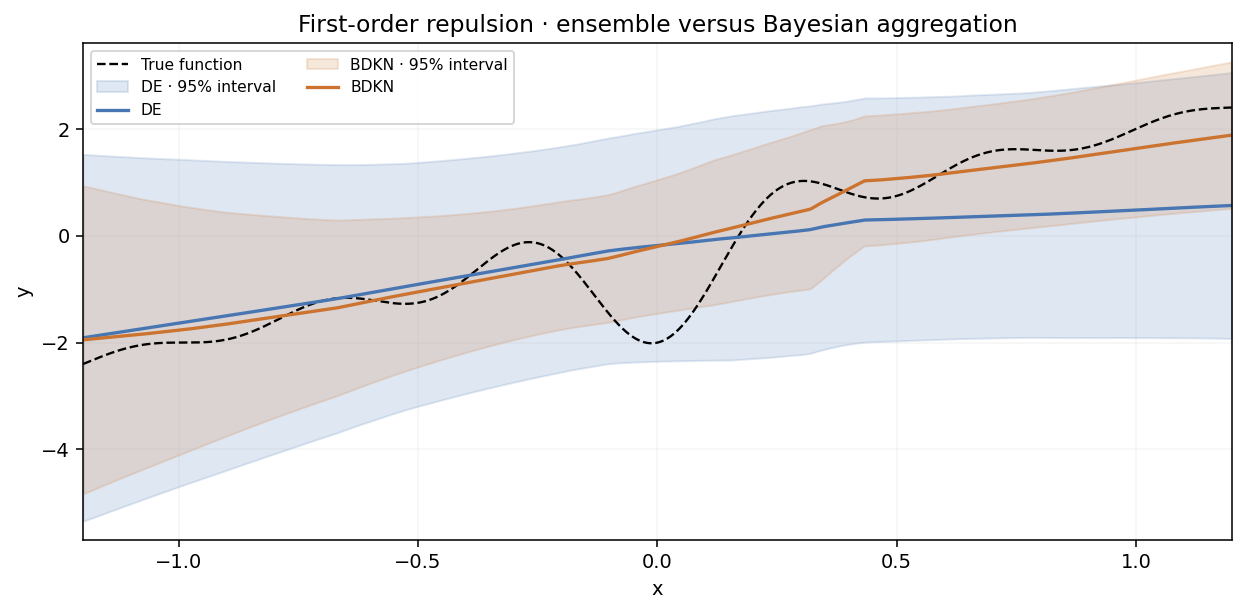 First-order repulsion · ensemble versus Bayesian aggregation
True function
DE · 95% interval
DE
BDKN · 95% interval
BDKN
y
2
0
−2
−4
−1.0
−0.5
0.0
0.5
1.0
x